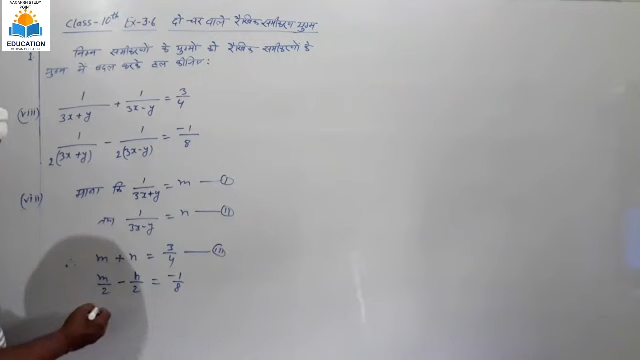 EDUCATION
Class-10th Ex-3.6 दो चर वाले रैखिक समीकरण युग्म
1 निम्न समीकरणों के युग्मो को रैखिक समीकरणों के
युग्म में बदल करके हल कीजिए:
(viii) 1/(3x+y) + 1/(3x-y) = 3/4
1/2(3x+y) - 1/2(3x-y) = -1/8
(viii) माना कि 1/(3x+y) = m — (I)
तथा 1/(3x-y) = n — (II)
∴ m + n = 3/4 — (III)
m/2 - n/2 = -1/8